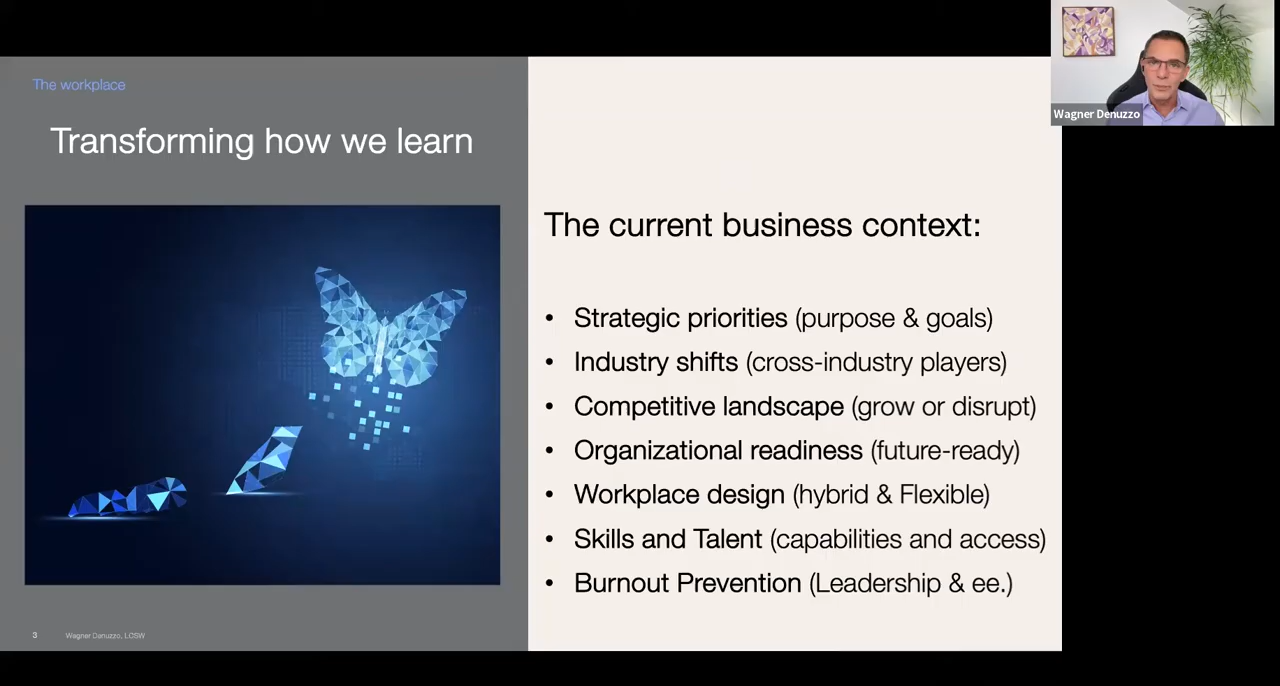 The workplace
Transforming how we learn
The current business context:
• Strategic priorities (purpose & goals)
• Industry shifts (cross-industry players)
• Competitive landscape (grow or disrupt)
• Organizational readiness (future-ready)
• Workplace design (hybrid & Flexible)
• Skills and Talent (capabilities and access)
• Burnout Prevention (Leadership & ee.)
3
Wagner Denuzzo, LCSW
Wagner Denuzzo